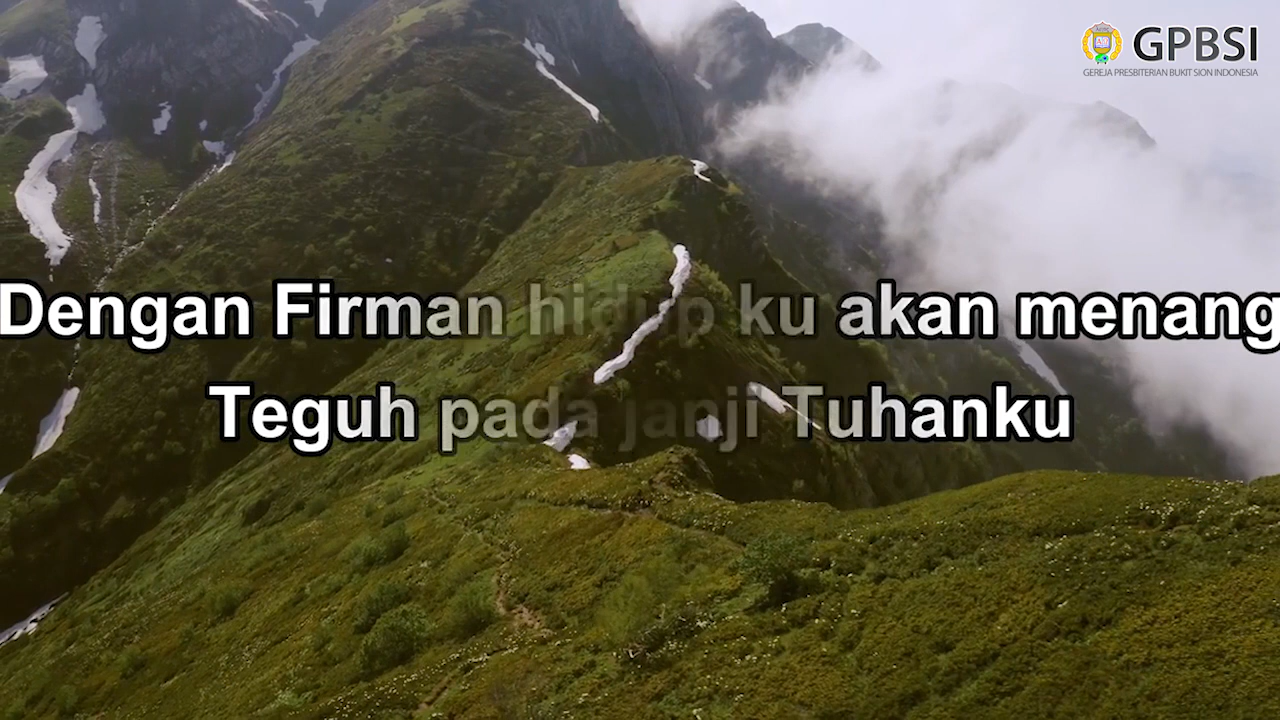 GPBSI
GEREJA PRESBITERIAN BUKIT SION INDONESIA
Dengan Firman hidup ku akan menang
Teguh pada janji Tuhanku